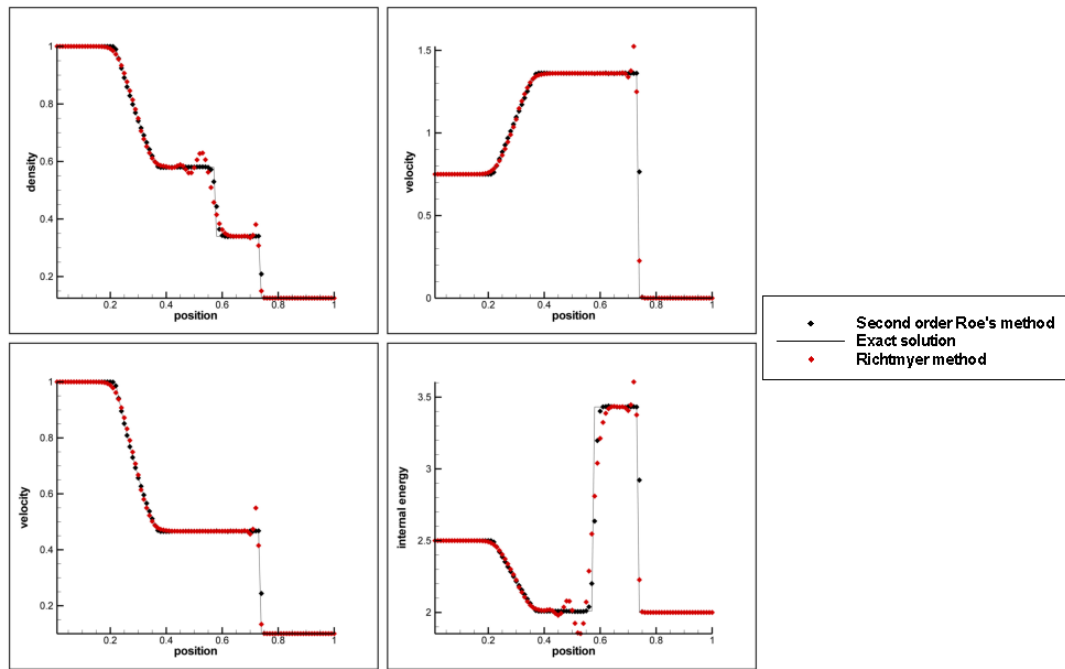 1
0.8
0.6
0.4
0.2
density
0.2 0.4 0.6 0.8 1
position
1.5
1
0.5
0
velocity
0.2 0.4 0.6 0.8 1
position
1
0.8
0.6
0.4
0.2
velocity
0.2 0.4 0.6 0.8 1
position
3.5
3
2.5
2
internal energy
0.2 0.4 0.6 0.8 1
position
Second order Roe's method
Exact solution
Richtmyer method